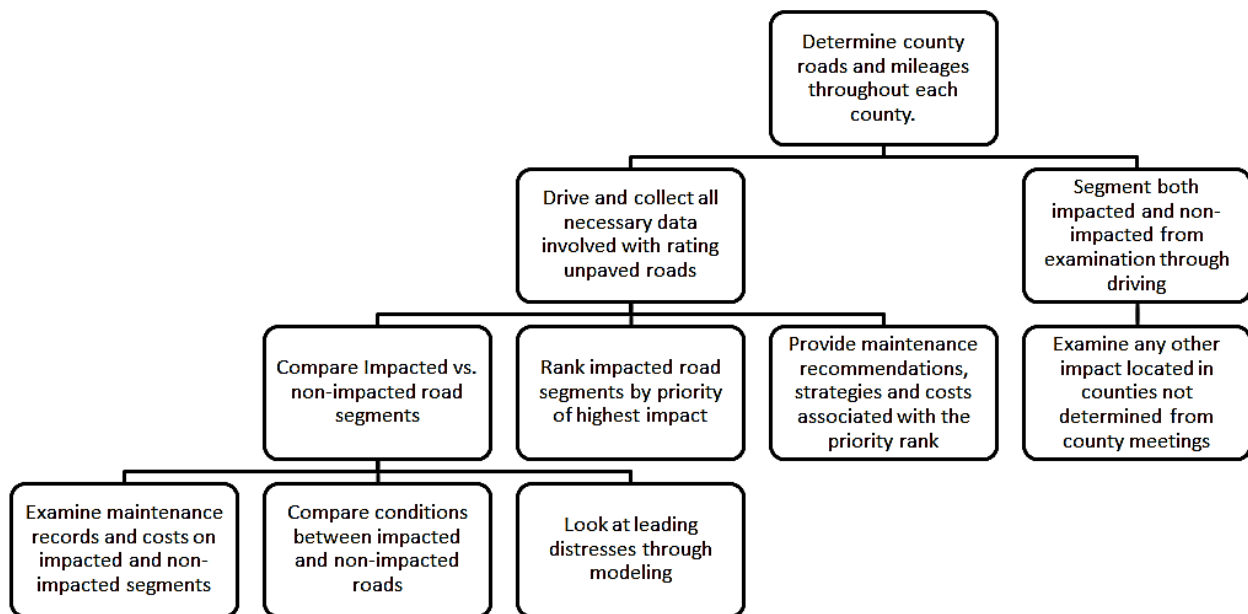 Determine county
roads and mileages
throughout each
county.
Drive and collect all
necessary data
involved with rating
unpaved roads
Segment both
impacted and non-
impacted from
examination through
driving
Compare Impacted vs.
non-impacted road
segments
Rank impacted road
segments by priority
of highest impact
Provide maintenance
recommendations,
strategies and costs
associated with the
priority rank
Examine any other
impact located in
counties not
determined from
county meetings
Examine maintenance
records and costs on
impacted and non-
impacted segments
Compare conditions
between impacted
and non-impacted
roads
Look at leading
distresses through
modeling